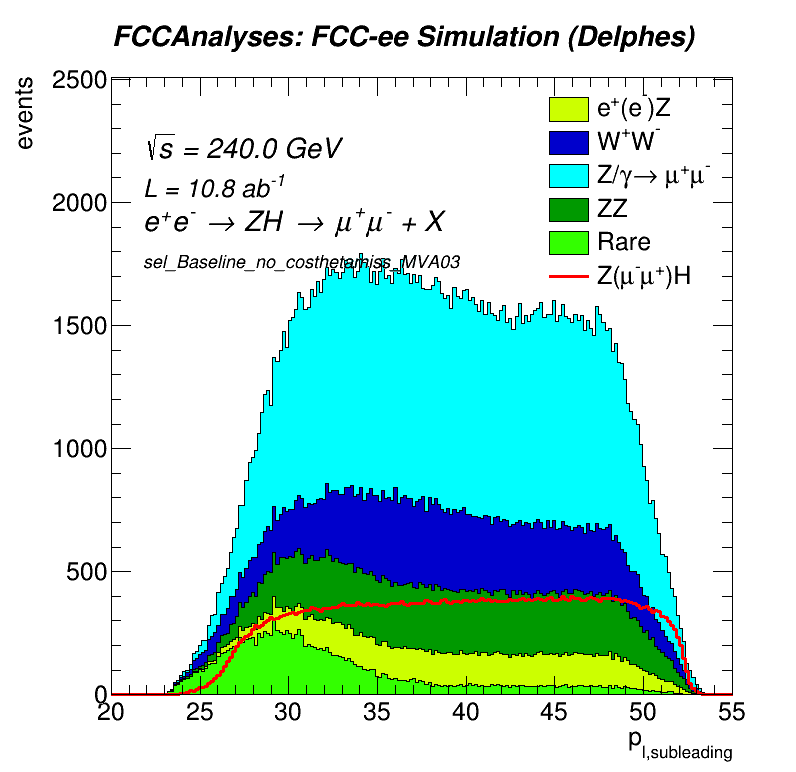 FCCAnalyses: FCC-ee Simulation (Delphes)
events
2500
2000
1500
1000
500
0
√s = 240.0 GeV
L = 10.8 ab⁻¹
e⁺e⁻ → ZH → μ⁺μ⁻ + X
sel_Baseline_no_costhetamiss_MVA03
e⁺(e⁻)Z
W⁺W⁻
Z/γ→ μ⁺μ⁻
ZZ
Rare
Z(μ⁻μ⁺)H
20 25 30 35 40 45 50 55
p_l,subleading